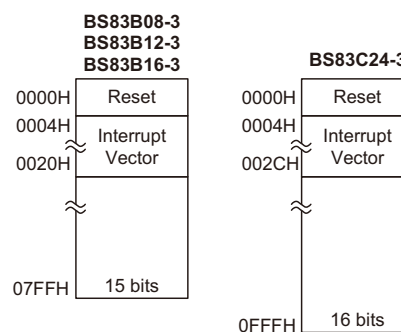 BS83B08-3
BS83B12-3
BS83B16-3
0000H
Reset
0004H
Interrupt
Vector
0020H
07FFH
15 bits
BS83C24-3
0000H
Reset
0004H
Interrupt
Vector
002CH
0FFFH
16 bits